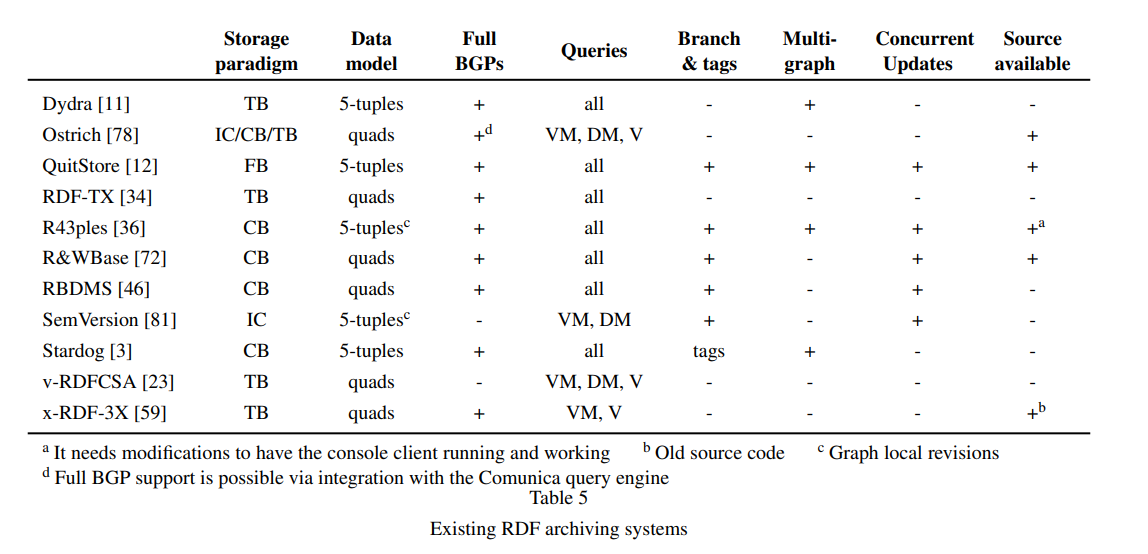 Storage paradigm Data model Full BGPs Queries Branch & tags Multi-graph Concurrent Updates Source available
Dydra [11] TB 5-tuples + all - + - -
Ostrich [78] IC/CB/TB quads +d VM, DM, V - - - +
QuitStore [12] FB 5-tuples + all + + + +
RDF-TX [34] TB quads + all - - - -
R43ples [36] CB 5-tuplesc + all + + + +a
R&WBase [72] CB quads + all + - + +
RBDMS [46] CB quads + all + - + -
SemVersion [81] IC 5-tuplesc - VM, DM + - + -
Stardog [3] CB 5-tuples + all tags + - -
v-RDFCSA [23] TB quads - VM, DM, V - - - -
x-RDF-3X [59] TB quads + VM, V - - - +b
a It needs modifications to have the console client running and working b Old source code c Graph local revisions
d Full BGP support is possible via integration with the Comunica query engine
Table 5
Existing RDF archiving systems